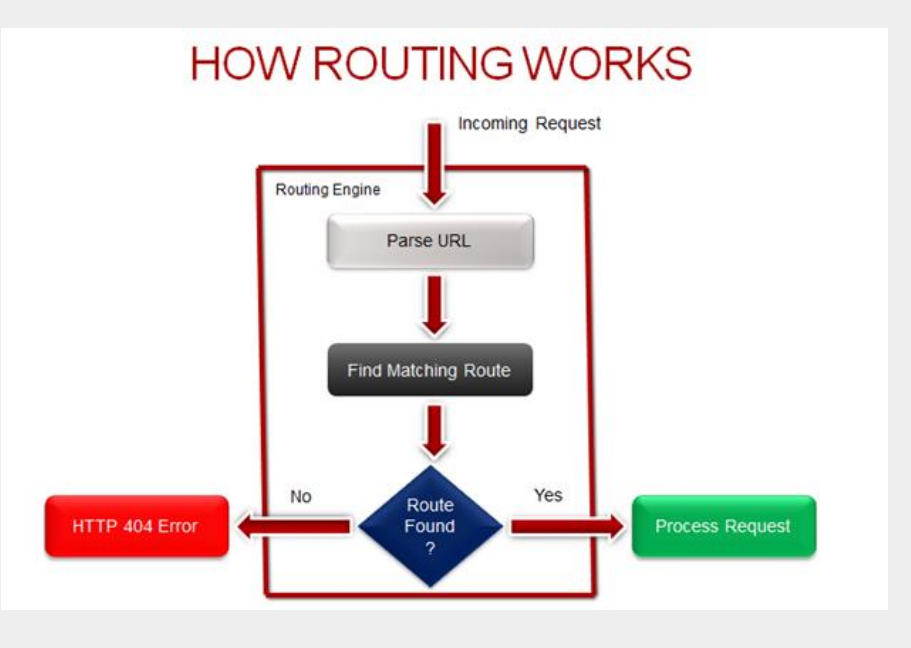 HOW ROUTING WORKS
Incoming Request
Routing Engine
Parse URL
Find Matching Route
No
Route
Found
?
Yes
HTTP 404 Error
Process Request